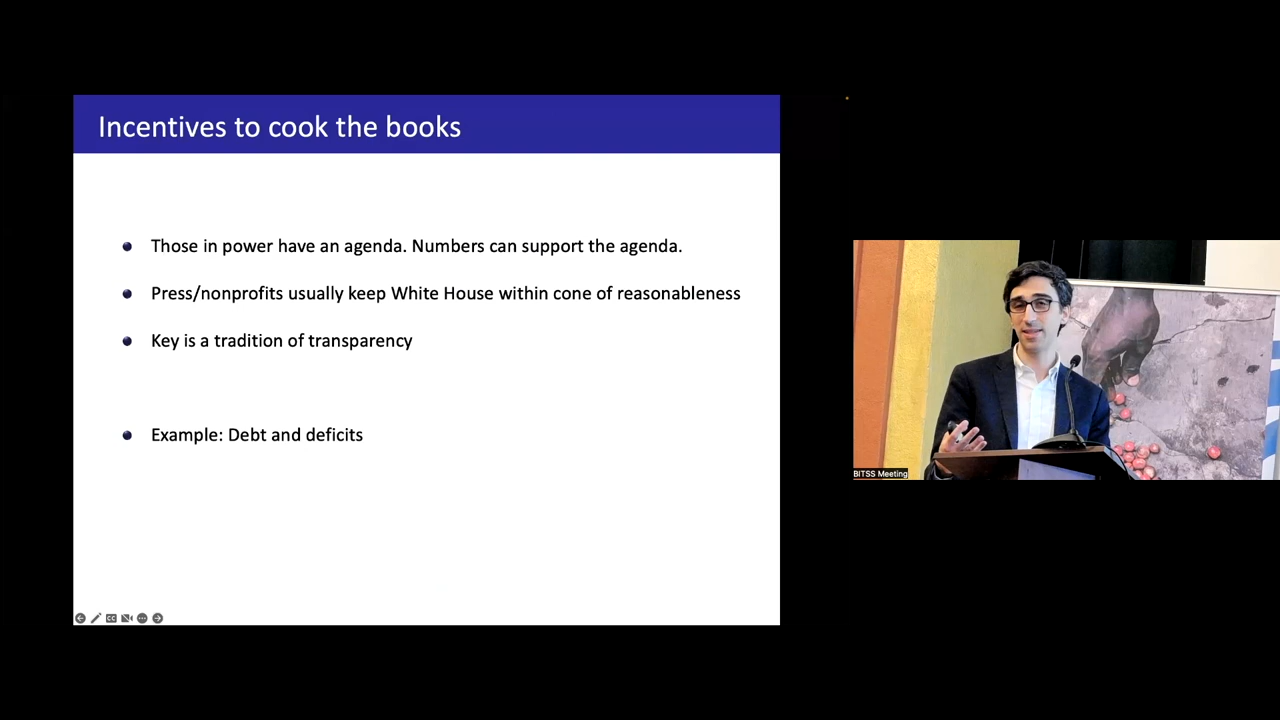 Incentives to cook the books
Those in power have an agenda. Numbers can support the agenda.
Press/nonprofits usually keep White House within cone of reasonableness
Key is a tradition of transparency
Example: Debt and deficits
CC
BITSS Meeting